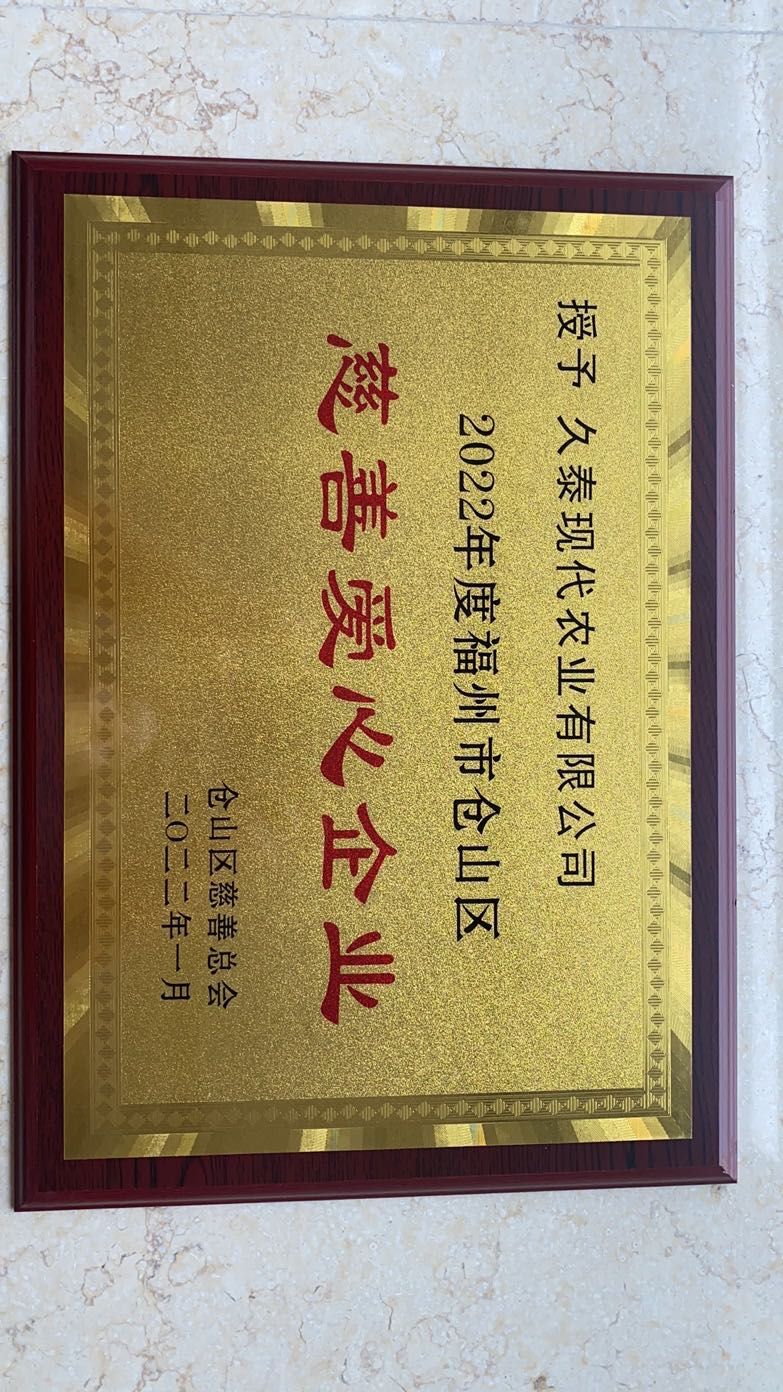 授予 久泰现代农业有限公司
2022年度福州市仓山区
慈善爱心企业
仓山区慈善总会
二〇二二年一月